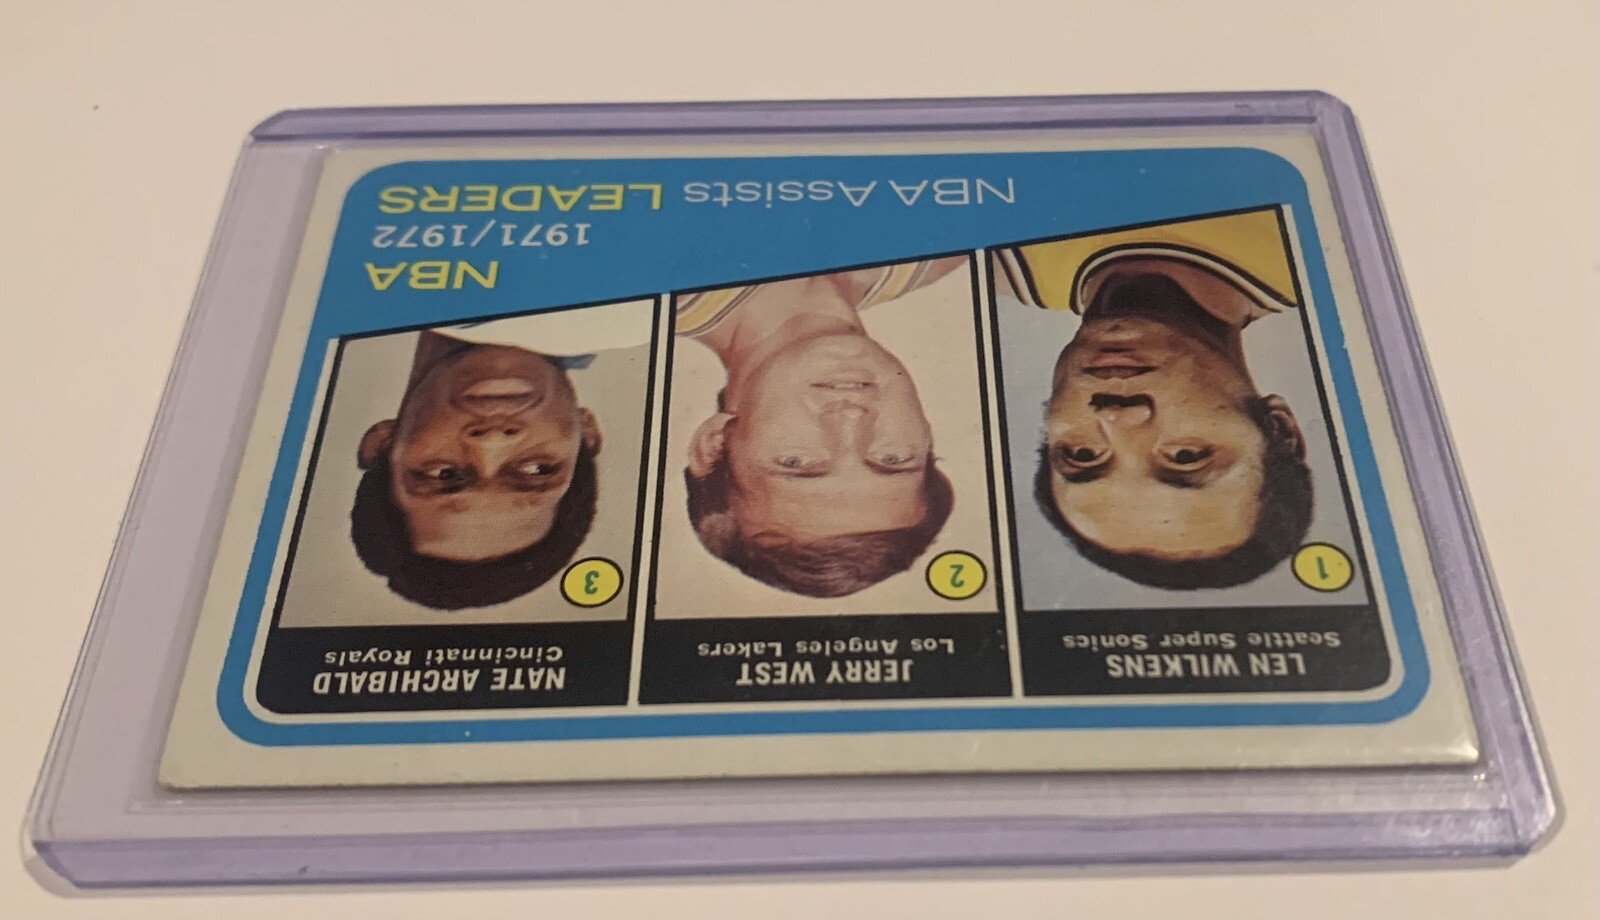 1
LEN WILKENS
Seattle Super Sonics
2
JERRY WEST
Los Angeles Lakers
3
NATE ARCHIBALD
Cincinnati Royals
NBA
1971/1972
NBA Assists LEADERS